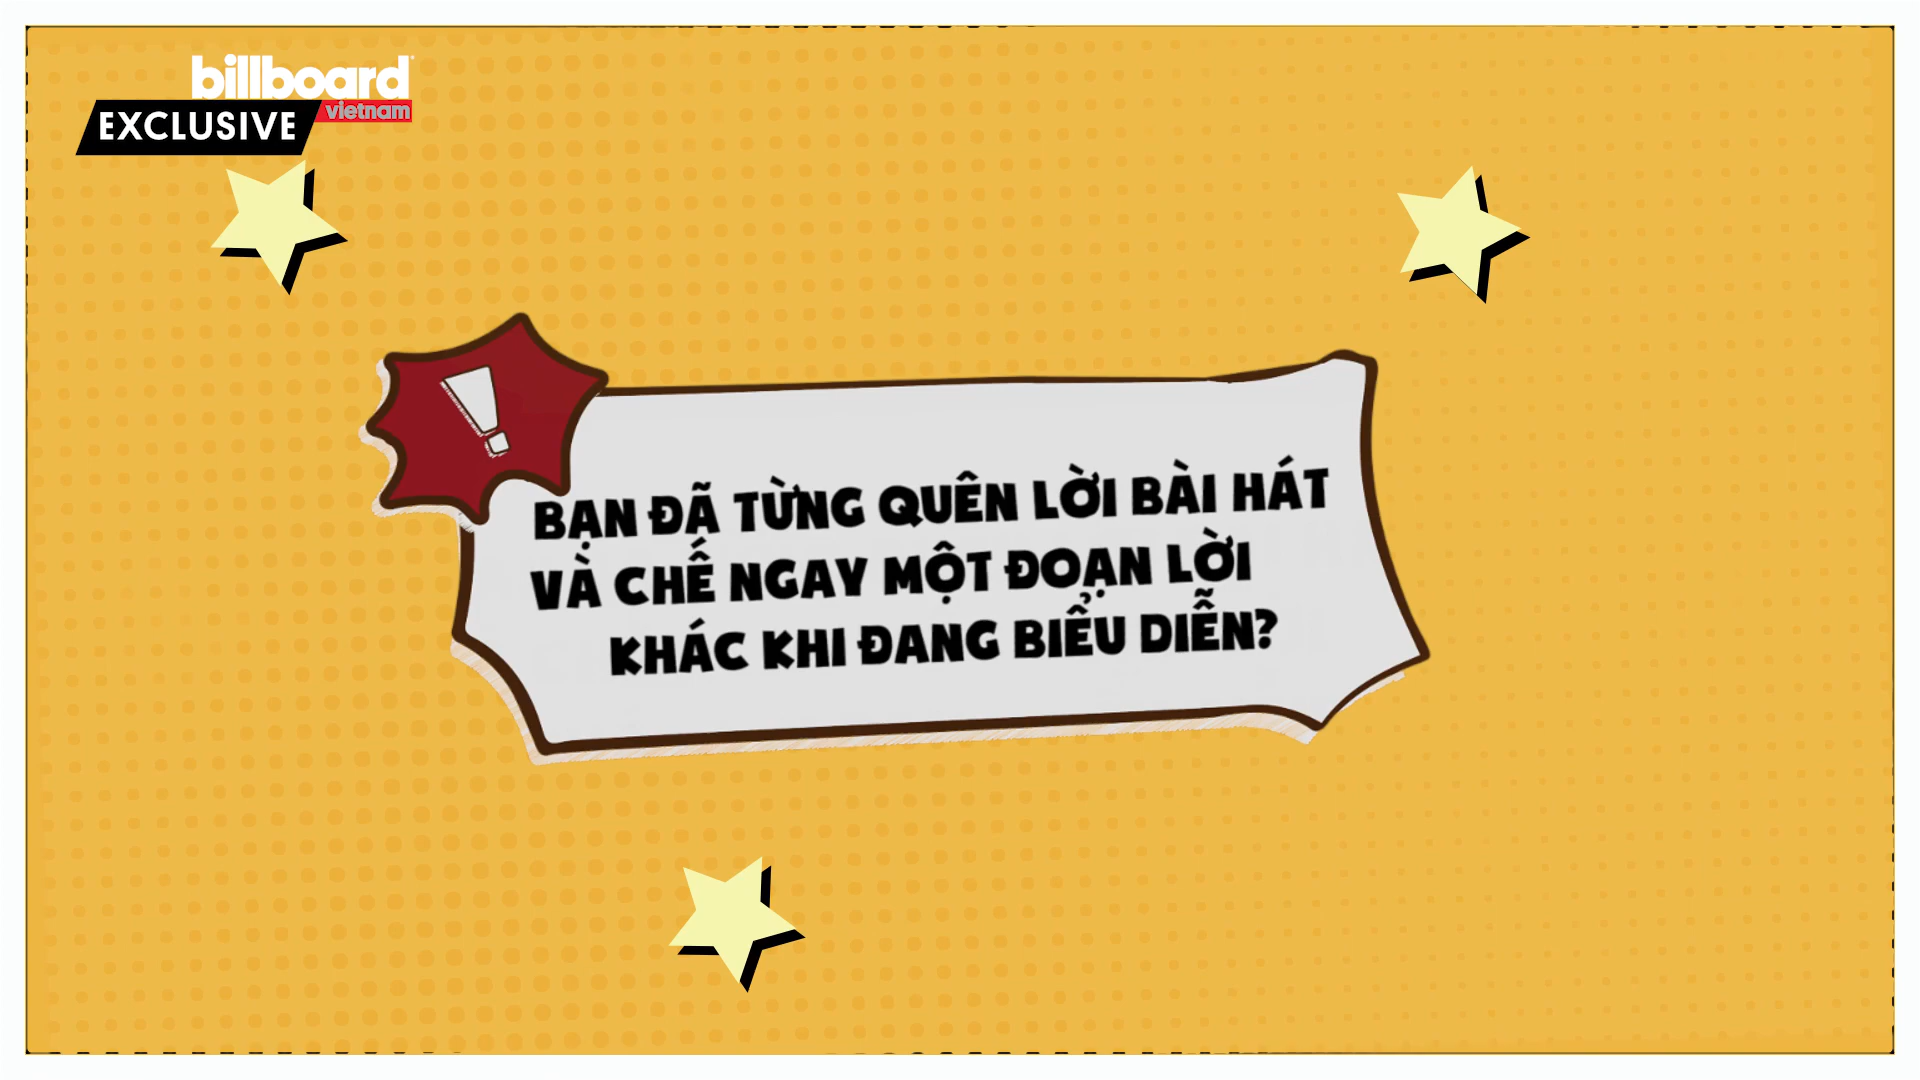 billboard
vietnam
EXCLUSIVE
!
BẠN ĐÃ TỪNG QUÊN LỜI BÀI HÁT
VÀ CHẾ NGAY MỘT ĐOẠN LỜI
KHÁC KHI ĐANG BIỂU DIỄN?